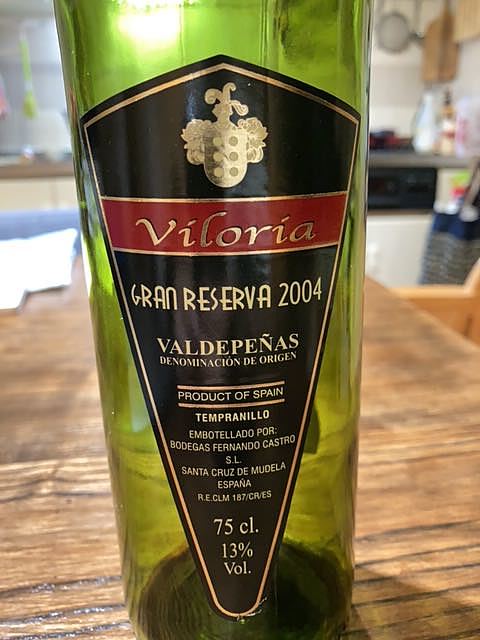 Viloria
GRAN RESERVA 2004
VALDEPEÑAS
DENOMINACIÓN DE ORIGEN
PRODUCT OF SPAIN
TEMPRANILLO
EMBOTELLADO POR:
BODEGAS FERNANDO CASTRO
S.L.
SANTA CRUZ DE MUDELA
ESPAÑA
R.E.CLM 187/CR/ES
75 cl.
13%
Vol.